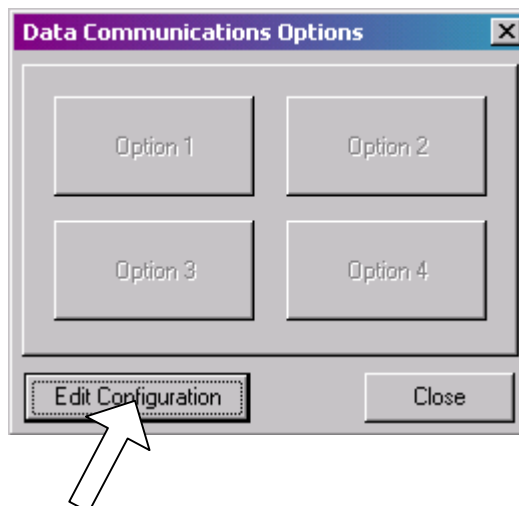 Data Communications Options
Option 1 Option 2
Option 3 Option 4
Edit Configuration Close